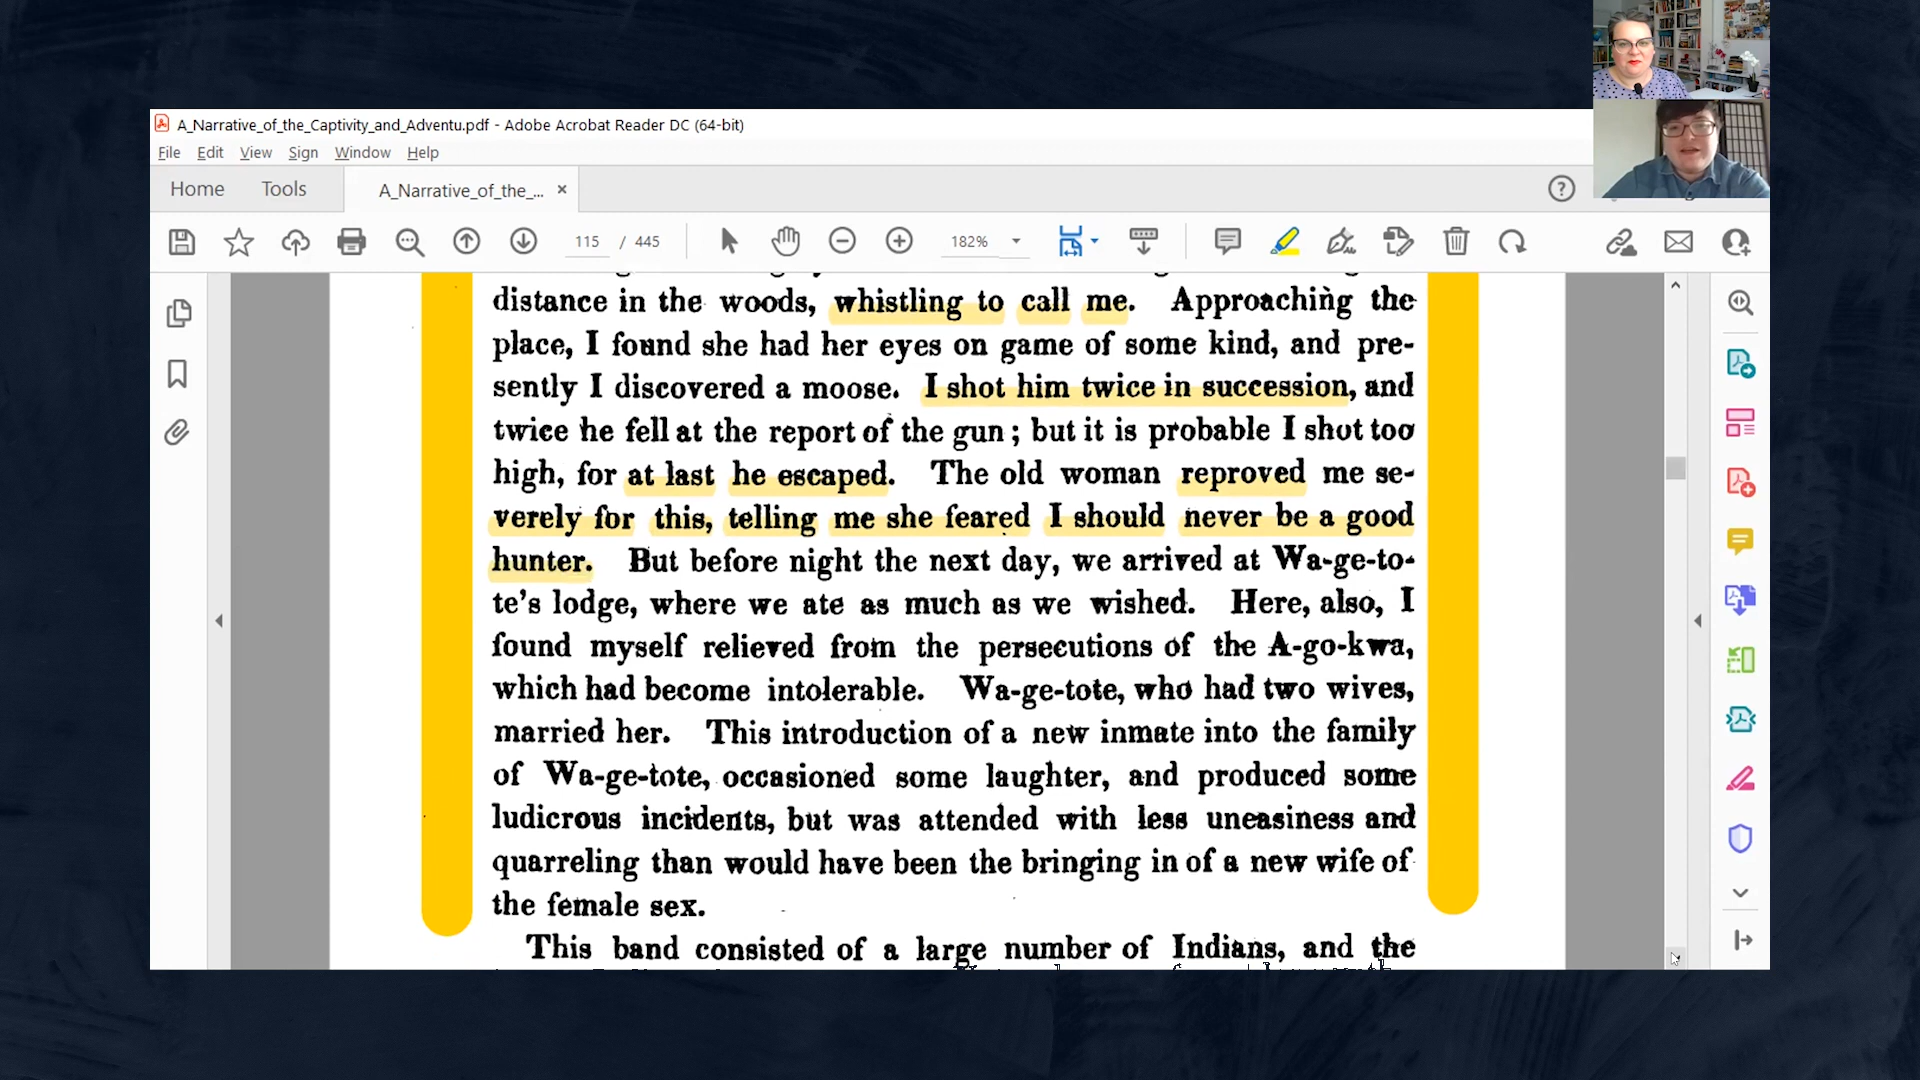 A_Narrative_of_the_Captivity_and_Adventu.pdf - Adobe Acrobat Reader DC (64-bit)
File Edit View Sign Window Help
Home Tools A_Narrative_of_the_... ×
115 / 445 182%
distance in the woods, whistling to call me. Approaching the
place, I found she had her eyes on game of some kind, and pre-
sently I discovered a moose. I shot him twice in succession, and
twice he fell at the report of the gun; but it is probable I shot too
high, for at last he escaped. The old woman reproved me se-
verely for this, telling me she feared I should never be a good
hunter. But before night the next day, we arrived at Wa-ge-to-
te's lodge, where we ate as much as we wished. Here, also, I
found myself relieved from the persecutions of the A-go-kwa,
which had become intolerable. Wa-ge-tote, who had two wives,
married her. This introduction of a new inmate into the family
of Wa-ge-tote, occasioned some laughter, and produced some
ludicrous incidents, but was attended with less uneasiness and
quarreling than would have been the bringing in of a new wife of
the female sex.
This band consisted of a large number of Indians, and the